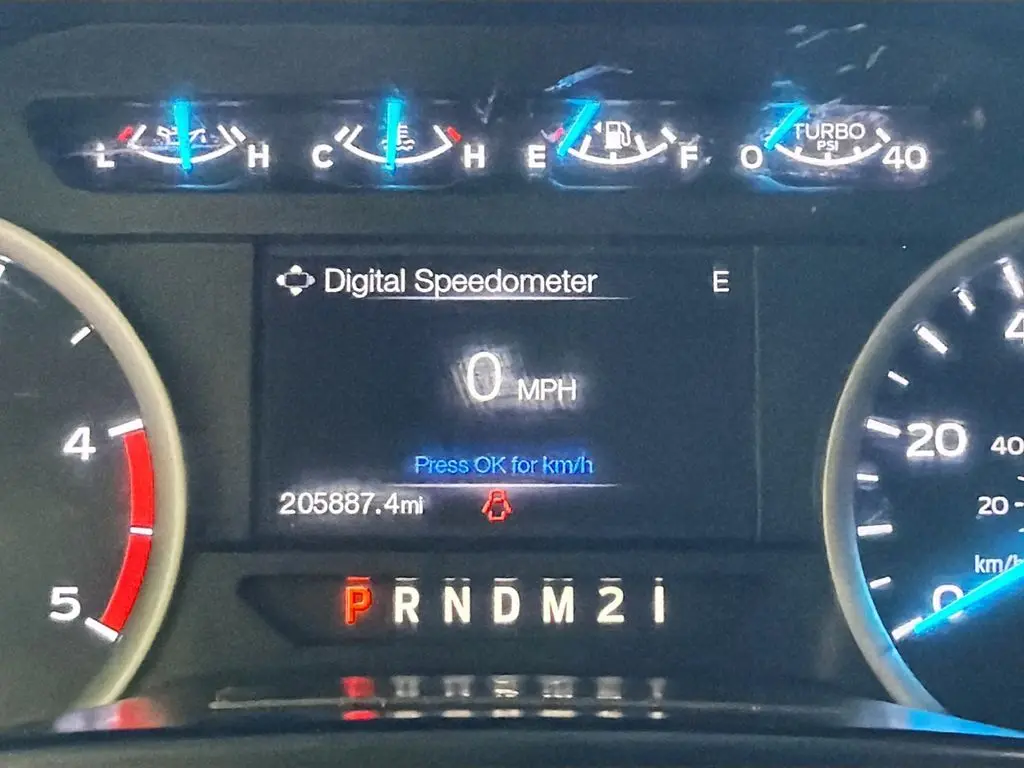 L H C H E F O TURBO PSI 40
Digital Speedometer E
0 MPH
Press OK for km/h
205887.4mi
4
5
P R N D M 2 1
4
20 40
20
km/h
0